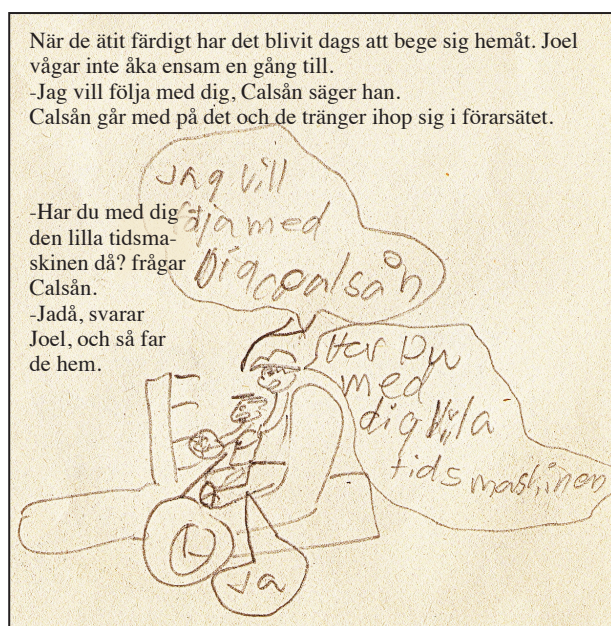 När de ätit färdigt har det blivit dags att bege sig hemåt. Joel
vågar inte åka ensam en gång till.
-Jag vill följa med dig, Calsån säger han.
Calsån går med på det och de tränger ihop sig i förarsätet.
-Har du med dig
den lilla tidsma-
skinen då? frågar
Calsån.
-Jadå, svarar
Joel, och så far
de hem.
Jag vill
följa med
Dig Calsån
Har Du
med
dig lila
tids maskinen
Ja